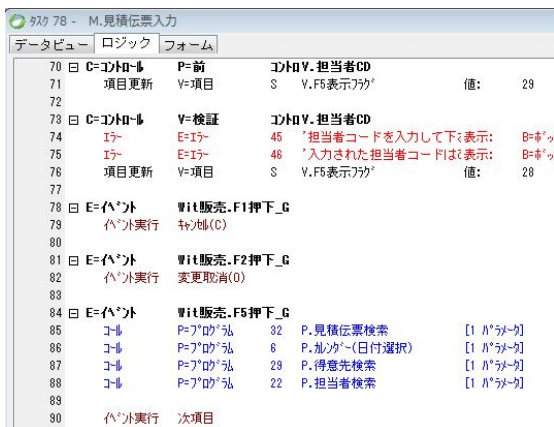 タスク 78 - M.見積伝票入力
データビュー ロジック フォーム
70 C=コントロール P=前 コントロ V.担当者CD
71 項目更新 V=項目 S V.F5表示フラグ 値: 29
72
73 C=コントロール V=検証 コントロ V.担当者CD
74 エラー E=エラー 45 '担当者コードを入力して下さ 表示: B=ボッ
75 エラー E=エラー 46 '入力された担当者コードは 表示: B=ボッ
76 項目更新 V=項目 S V.F5表示フラグ 値: 28
77
78 E=イベント Wit販売.F1押下_G
79 イベント実行 キャンセル(C)
80
81 E=イベント Wit販売.F2押下_G
82 イベント実行 変更取消(O)
83
84 E=イベント Wit販売.F5押下_G
85 コール P=プログラム 32 P.見積伝票検索 [1 パラメータ]
86 コール P=プログラム 6 P.カレンダー(日付選択) [1 パラメータ]
87 コール P=プログラム 29 P.得意先検索 [1 パラメータ]
88 コール P=プログラム 22 P.担当者検索 [1 パラメータ]
89
90 イベント実行 次項目